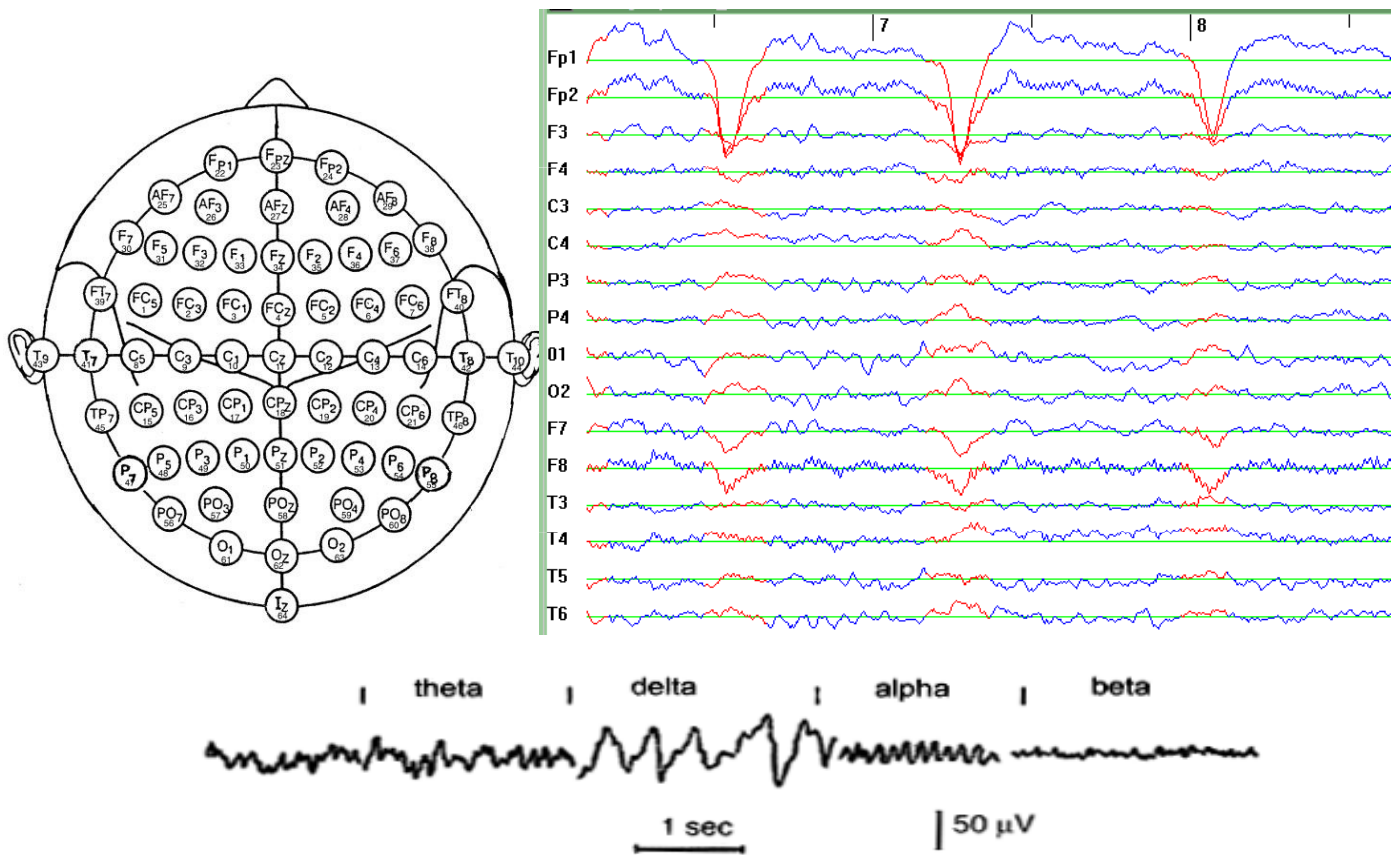 FP1 FPZ FP2
22 23 24
AF7 AF3 AFZ AF4 AF8
25 26 27 28 29
F7 F5 F3 F1 FZ F2 F4 F6 F8
30 31 32 33 34 35 36 37 38
FT7 FC5 FC3 FC1 FCZ FC2 FC4 FC6 FT8
39 1 2 3 4 5 6 7 40
T9 T7 C5 C3 C1 CZ C2 C4 C6 T8 T10
43 41 8 9 10 11 12 13 14 42 44
TP7 CP5 CP3 CP1 CPZ CP2 CP4 CP6 TP8
45 15 16 17 18 19 20 21 46
P7 P5 P3 P1 PZ P2 P4 P6 P8
47 48 49 50 51 52 53 54 55
PO7 PO3 POZ PO4 PO8
56 57 58 59 60
O1 OZ O2
61 62 63
IZ
64
7 8
Fp1
Fp2
F3
F4
C3
C4
P3
P4
O1
O2
F7
F8
T3
T4
T5
T6
theta delta alpha beta
1 sec 50 μV